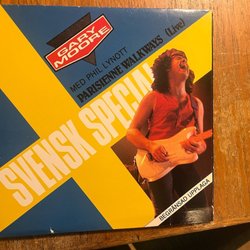 GARY
MOORE
MED PHIL LYNOTT
PARISIENNE WALKWAYS (Live)
SVENSK SPECIAL
BEGRÄNSAD UPPLAGA